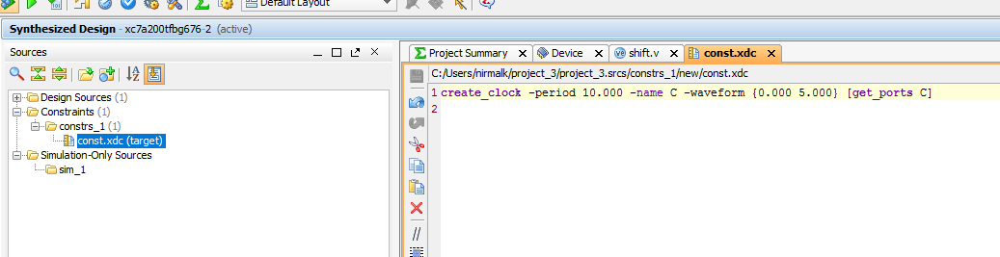 Default Layout
Synthesized Design - xc7a200tfbg676-2 (active)
Sources
Design Sources (1)
Constraints (1)
constrs_1 (1)
const.xdc (target)
Simulation-Only Sources
sim_1
Project Summary
Device
shift.v
const.xdc
C:/Users/nirmalk/project_3/project_3.srcs/constrs_1/new/const.xdc
1 create_clock -period 10.000 -name C -waveform {0.000 5.000} [get_ports C]
2